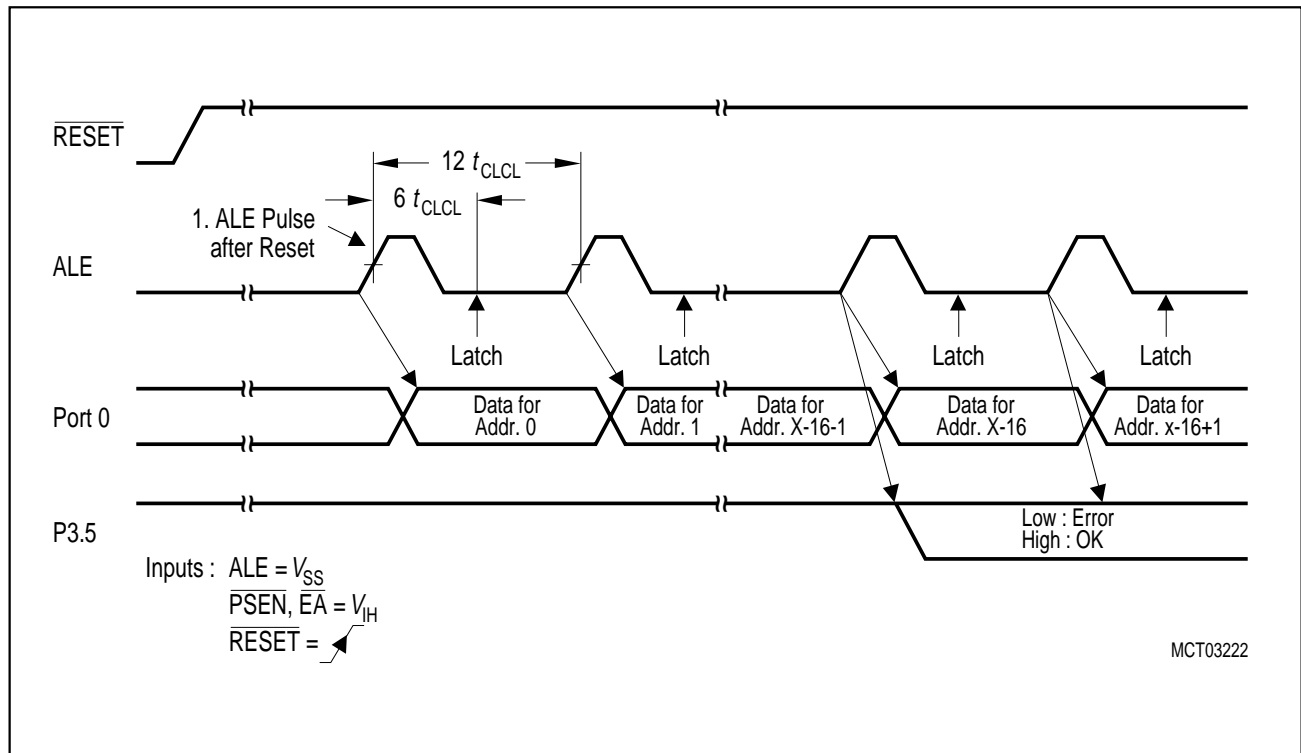 RESET
12 tCLCL
6 tCLCL
1. ALE Pulse
after Reset
ALE
Latch
Latch
Latch
Latch
Port 0
Data for
Addr. 0
Data for
Addr. 1
Data for
Addr. X-16-1
Data for
Addr. X-16
Data for
Addr. x-16+1
P3.5
Low : Error
High : OK
Inputs : ALE = VSS
PSEN, EA = VIH
RESET =
MCT03222